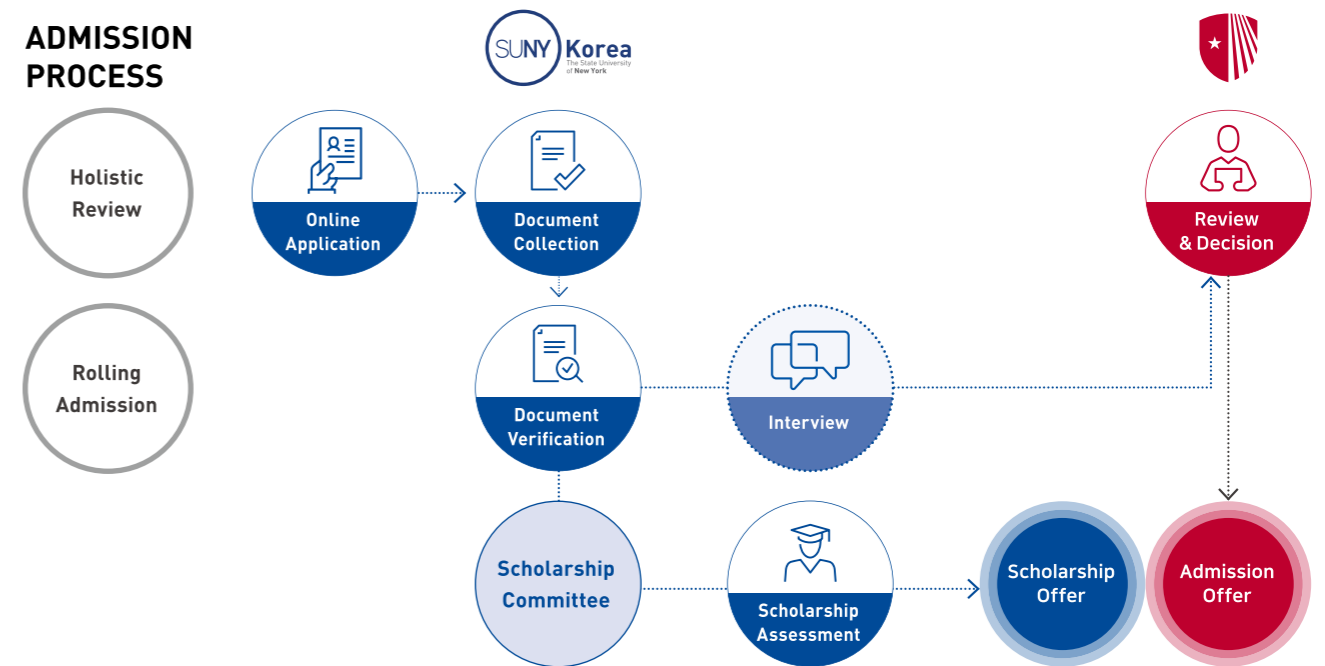 ADMISSION
PROCESS
SUNY Korea
The State University
of New York
Holistic
Review
Online
Application
Document
Collection
Review
& Decision
Rolling
Admission
Document
Verification
Interview
Scholarship
Committee
Scholarship
Assessment
Scholarship
Offer
Admission
Offer